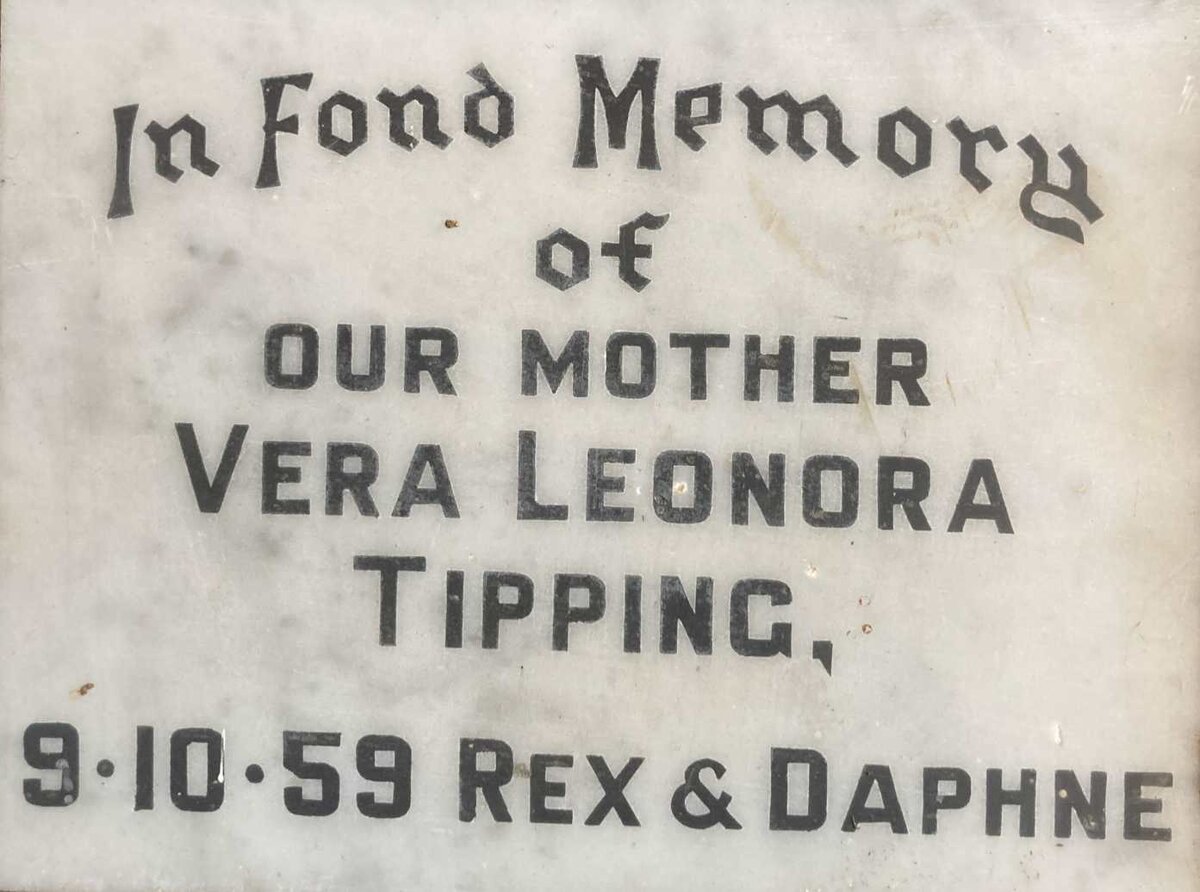 In Fond Memory
of
OUR MOTHER
VERA LEONORA
TIPPING,
9·10·59 REX & DAPHNE